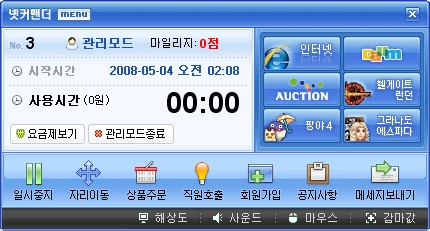 넷커맨더 MENU
No. 3 관리모드 마일리지: 0점
시작시간 2008-05-04 오전 02:08
사용시간 (0원) 00:00
요금제보기 관리모드종료
인터넷 Daum
AUCTION 헬게이트 런던
팡야4 그라나도 에스파다
일시중지 자리이동 상품주문 직원호출 회원가입 공지사항 메세지보내기
해상도 사운드 마우스 감마값